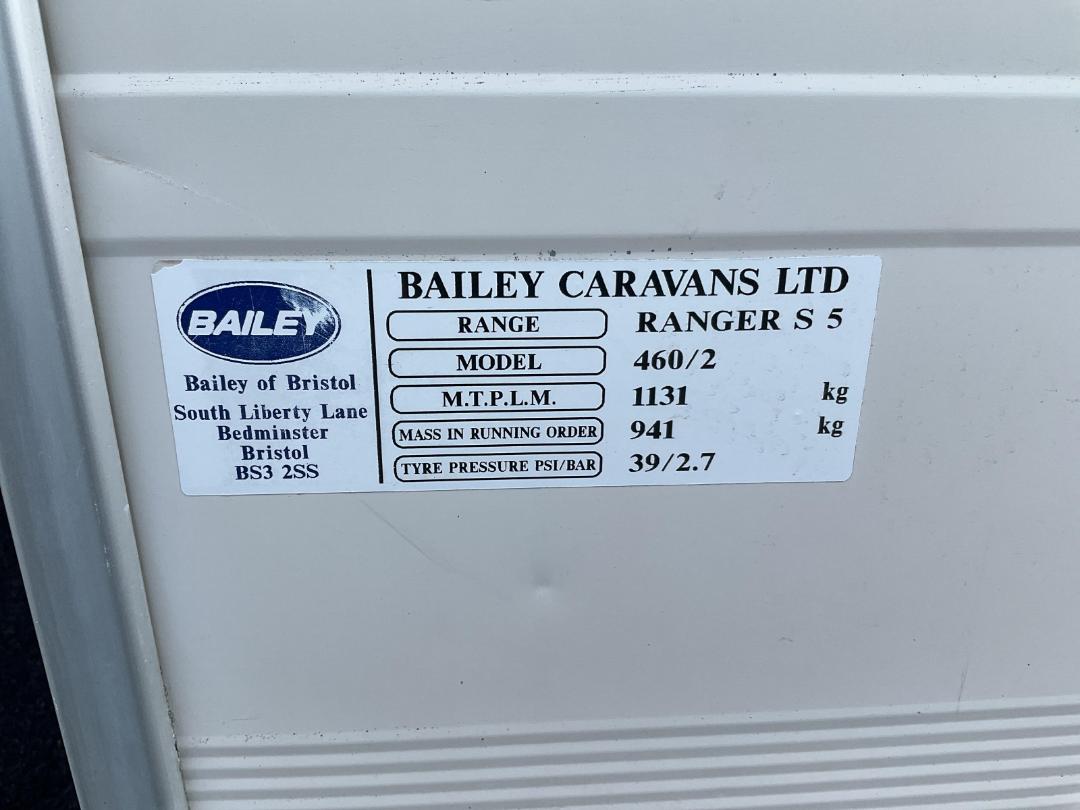 BAILEY
Bailey of Bristol
South Liberty Lane
Bedminster
Bristol
BS3 2SS
BAILEY CARAVANS LTD
RANGE RANGER S 5
MODEL 460/2
M.T.P.L.M. 1131 kg
MASS IN RUNNING ORDER 941 kg
TYRE PRESSURE PSI/BAR 39/2.7